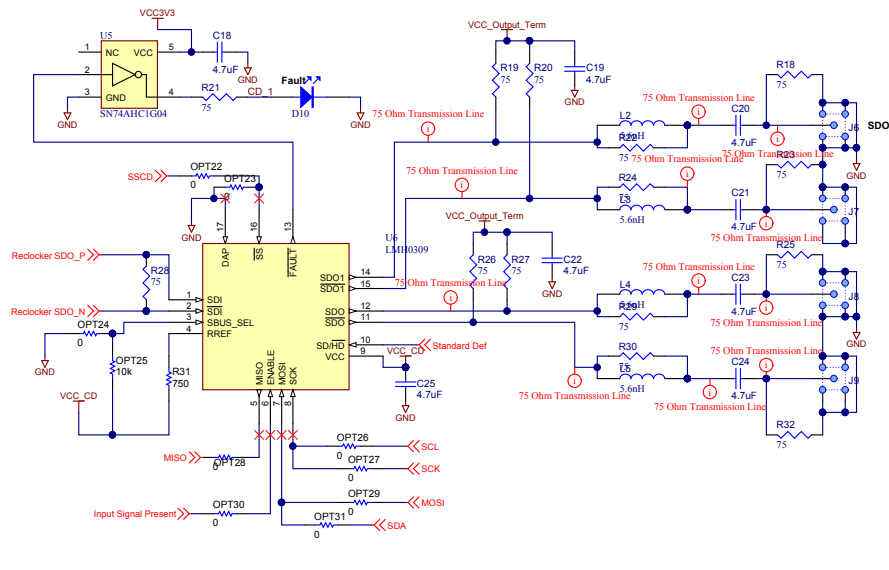 VCC3V3
VCC_Output_Term
U5
C18
4.7uF
GND
1
NC
VCC
5
2
3
GND
4
SN74AHC1G04
GND
R21
75
CD_1
Fault
D10
GND
R19
75
R20
75
C19
4.7uF
GND
R18
75
75 Ohm Transmission Line
75 Ohm Transmission Line
L2
5.6nH
R22
75
C20
4.7uF
75 Ohm Transmission Line
J6
SDO
GND
OPT22
0
SSCD
OPT23
0
GND
75 Ohm Transmission Line
75 Ohm Transmission Line
R24
75
L3
5.6nH
C21
4.7uF
R23
75
J7
75 Ohm Transmission Line
17
16
13
DAP
SS
FAULT
U6
LMH0309
VCC_Output_Term
R26
75
R27
75
C22
4.7uF
GND
Reclocker SDO_P
R28
75
Reclocker SDO_N
1
SDI
2
SDI
3
SBUS_SEL
4
RREF
SDO1
14
SDO1
15
SDO
12
SDO
11
SD/HD
10
VCC
9
75 Ohm Transmission Line
L4
5.6nH
R29
75
75 Ohm Transmission Line
C23
4.7uF
R25
75
J8
GND
75 Ohm Transmission Line
OPT24
0
GND
OPT25
10k
R31
750
VCC_CD
Standard Def
VCC_CD
C25
4.7uF
GND
R30
75
L5
5.6nH
75 Ohm Transmission Line
C24
4.7uF
75 Ohm Transmission Line
J9
R32
75
MISO
ENABLE
MOSI
SCK
5
6
7
8
OPT26
0
SCL
MISO
OPT28
0
OPT27
0
SCK
OPT29
0
MOSI
Input Signal Present
OPT30
0
OPT31
0
SDA